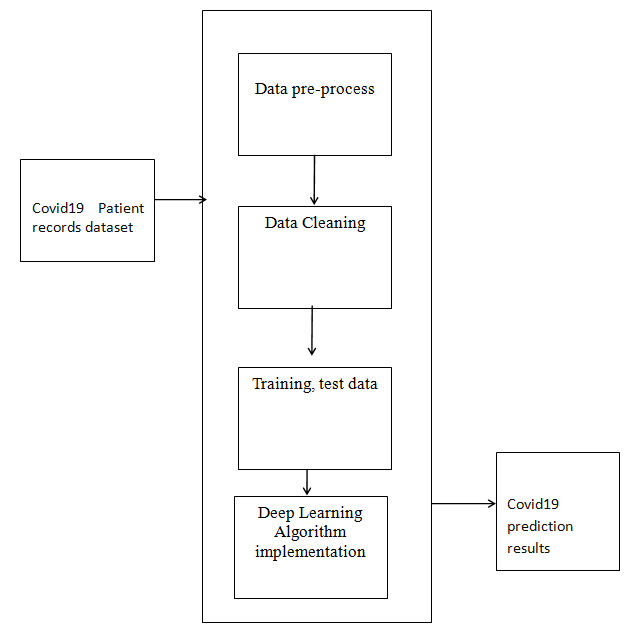 Data pre-process
Covid19 Patient
records dataset
Data Cleaning
Training, test data
Deep Learning
Algorithm
implementation
Covid19
prediction
results